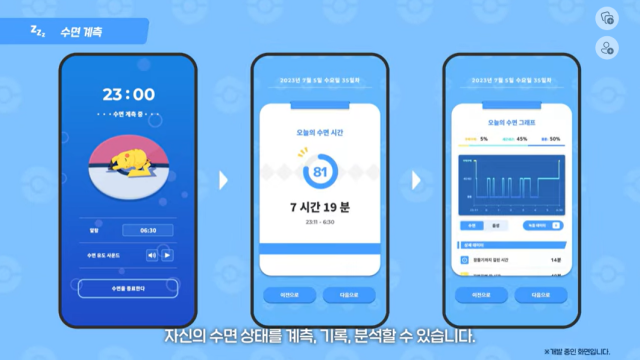 zzz 수면 계측
23:00
수면 계측 중
알람 06:30
수면 유도 사운드
수면을 종료한다
2023년 7월 5일 수요일 35일째
오늘의 수면 시간
81
7 시간 19 분
23:11 - 6:30
이전으로 다음으로
2023년 7월 5일 수요일 35일째
오늘의 수면 그래프
5% 45% 50%
수면 음성
상세 데이터
잠들기까지 걸린 시간 14분
이전으로 다음으로
자신의 수면 상태를 계측, 기록, 분석할 수 있습니다.
※개발 중인 화면입니다.